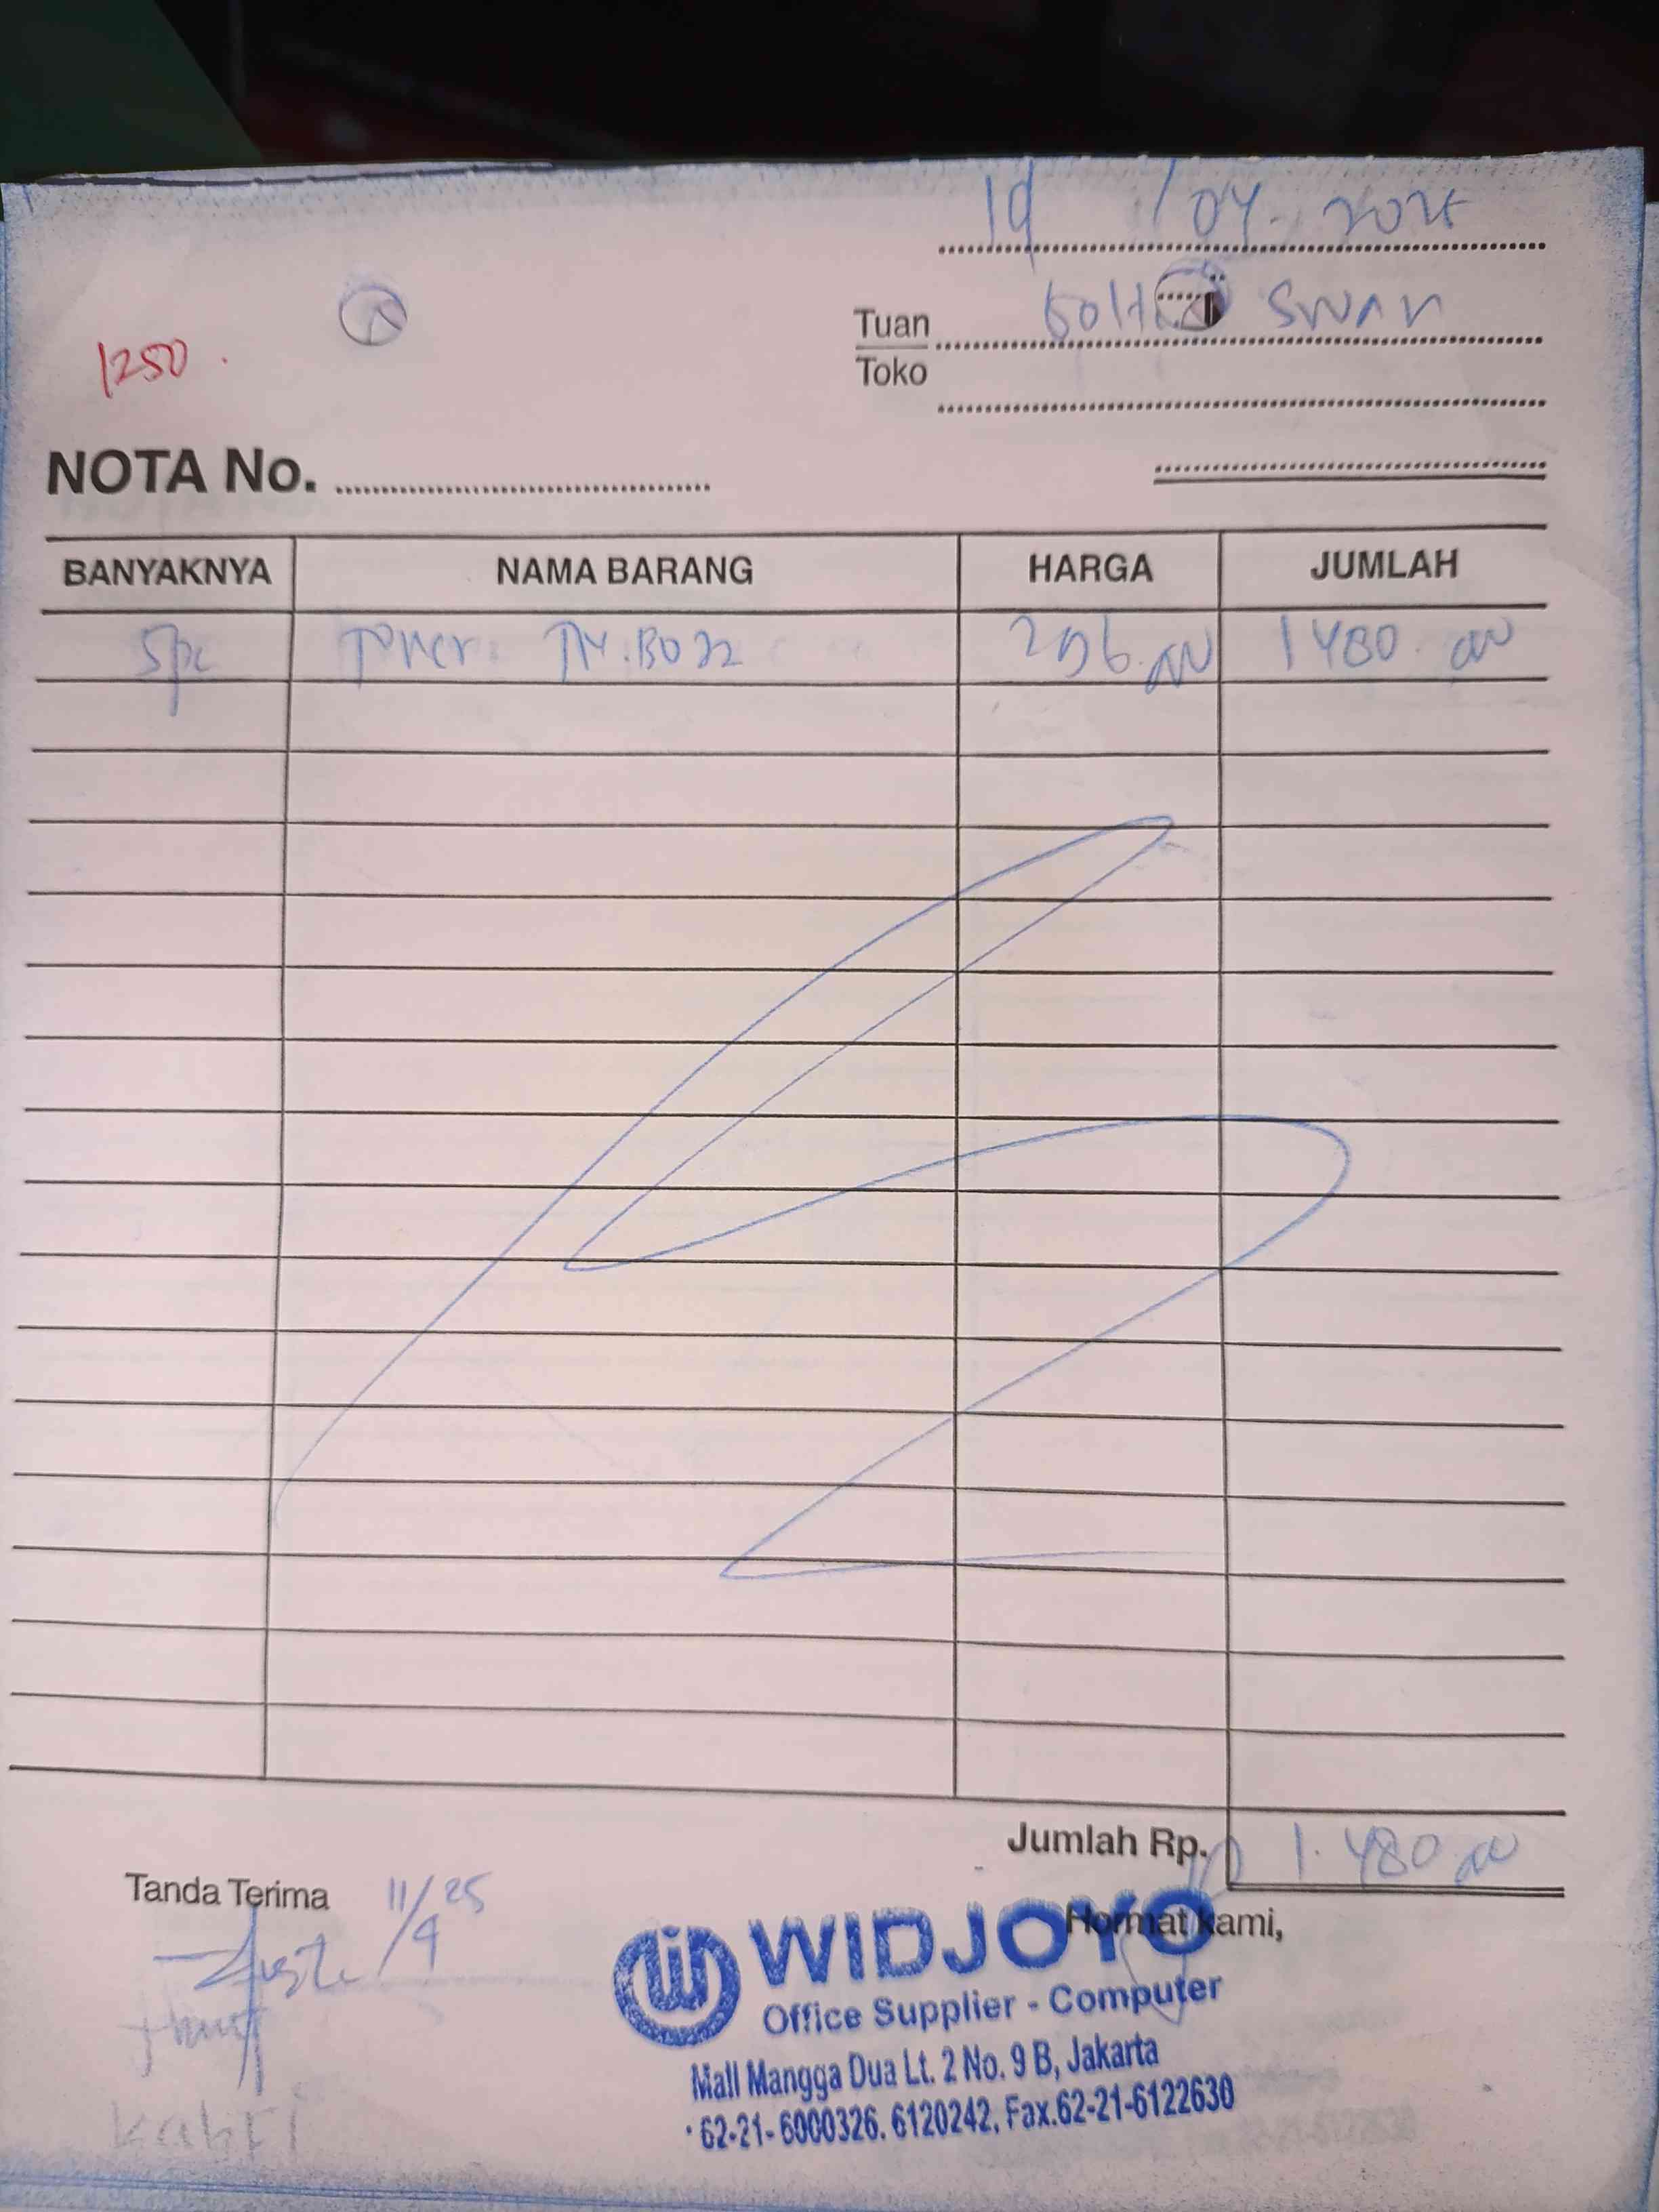 /04. 2025
1250.
Tuan SWAN
Toko
NOTA No.
BANYAKNYA NAMA BARANG HARGA JUMLAH
5pc 296.000 1480.000
Jumlah Rp. 1.480.000
Tanda Terima 11/4 25
Hormat kami,
WIDJOYO
Office Supplier - Computer
Mall Mangga Dua Lt. 2 No. 9 B, Jakarta
62-21-6000326. 6120242, Fax.62-21-6122630